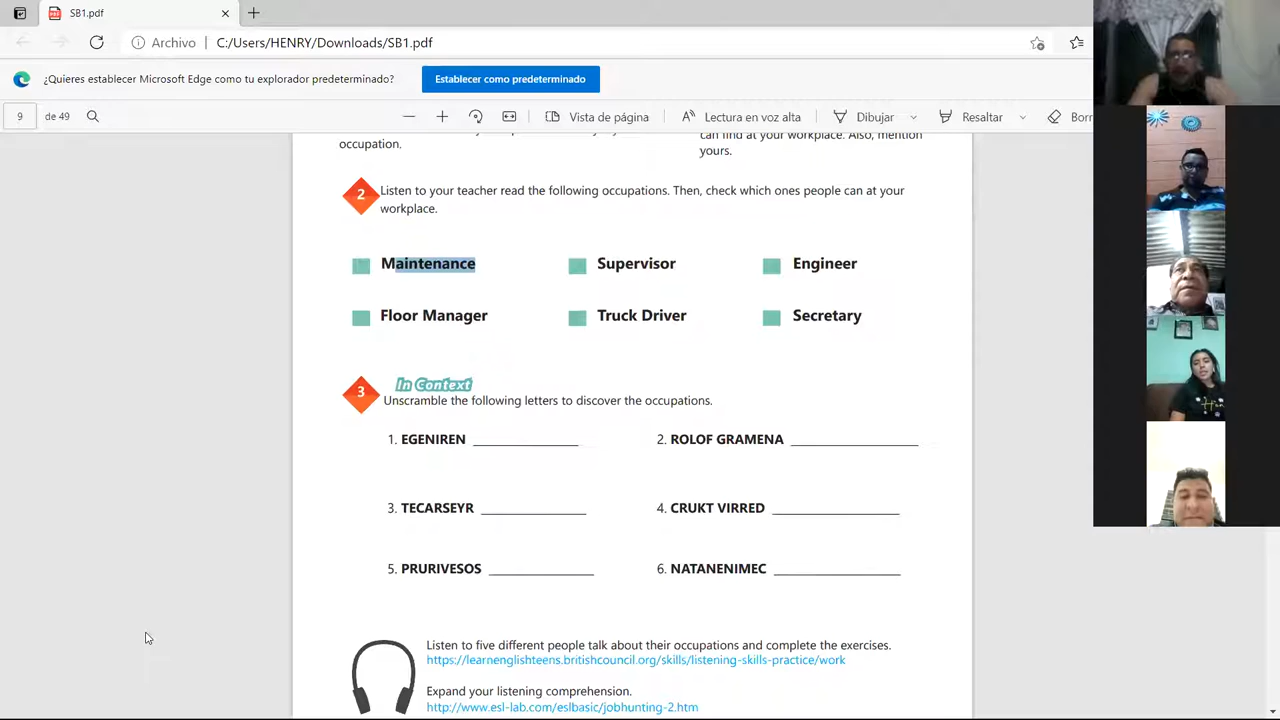 SB1.pdf
Archivo
C:/Users/HENRY/Downloads/SB1.pdf
¿Quieres establecer Microsoft Edge como tu explorador predeterminado?
Establecer como predeterminado
9 de 49
Vista de página
Lectura en voz alta
Dibujar
Resaltar
Borr
occupation.
can find at your workplace. Also, mention
yours.
2
Listen to your teacher read the following occupations. Then, check which ones people can at your
workplace.
Maintenance
Supervisor
Engineer
Floor Manager
Truck Driver
Secretary
3
In Context
Unscramble the following letters to discover the occupations.
1. EGENIREN
2. ROLOF GRAMENA
3. TECARSEYR
4. CRUKT VIRRED
5. PRURIVESOS
6. NATANENIMEC
Listen to five different people talk about their occupations and complete the exercises.
https://learnenglishteens.britishcouncil.org/skills/listening-skills-practice/work
Expand your listening comprehension.
http://www.esl-lab.com/eslbasic/jobhunting-2.htm